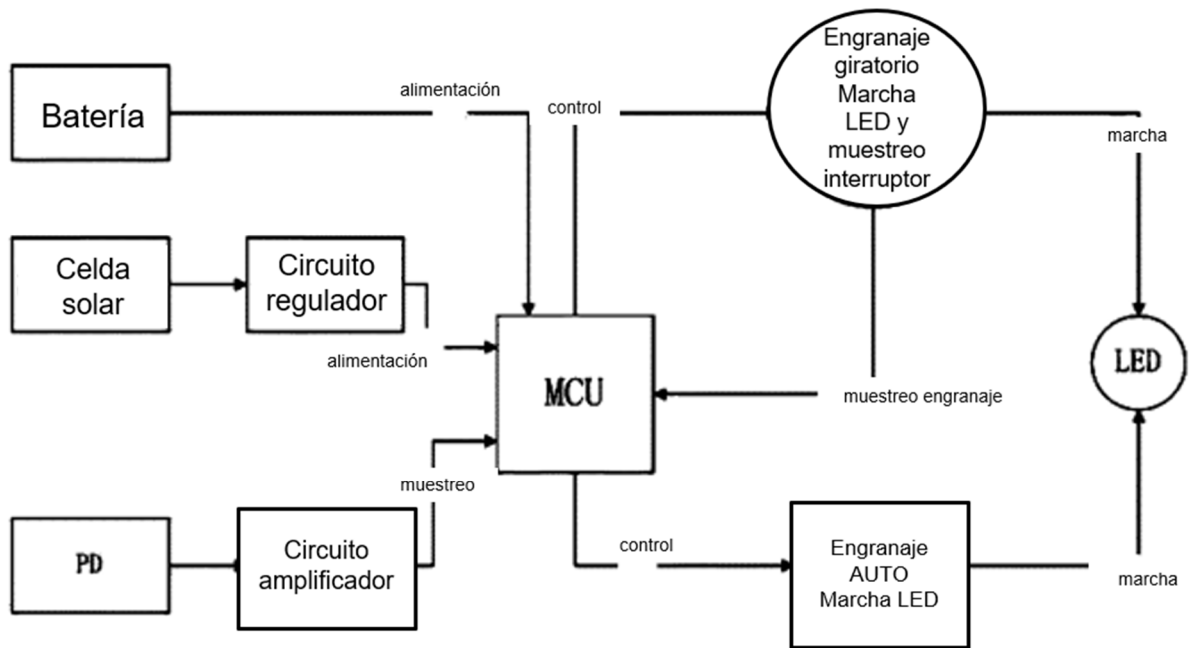 Batería
alimentación
control
Engranaje
giratorio
Marcha
LED y
muestreo
interruptor
marcha
Celda
solar
Circuito
regulador
alimentación
MCU
muestreo engranaje
LED
PD
Circuito
amplificador
muestreo
control
Engranaje
AUTO
Marcha LED
marcha